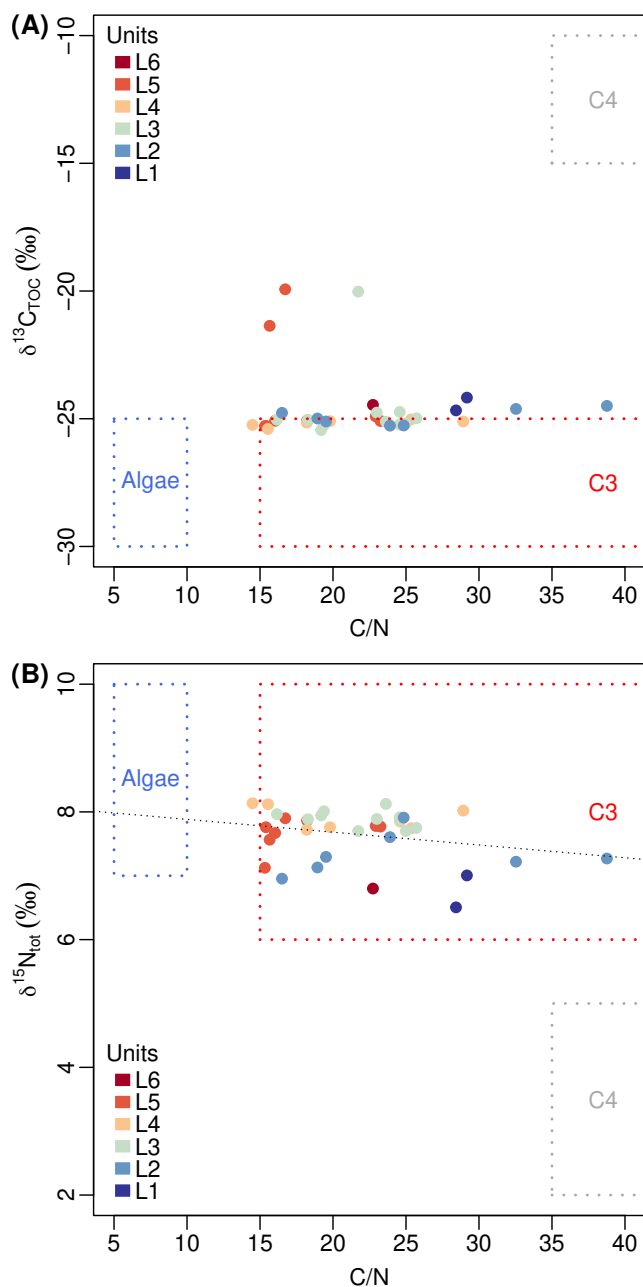 (A)
Units
L6
L5
L4
L3
L2
L1
C4
Algae
C3
−10
−15
−20
−25
−30
δ13CTOC (‰)
5 10 15 20 25 30 35 40
C/N
(B)
Algae
C3
C4
Units
L6
L5
L4
L3
L2
L1
10
8
6
4
2
δ15Ntot (‰)
5 10 15 20 25 30 35 40
C/N